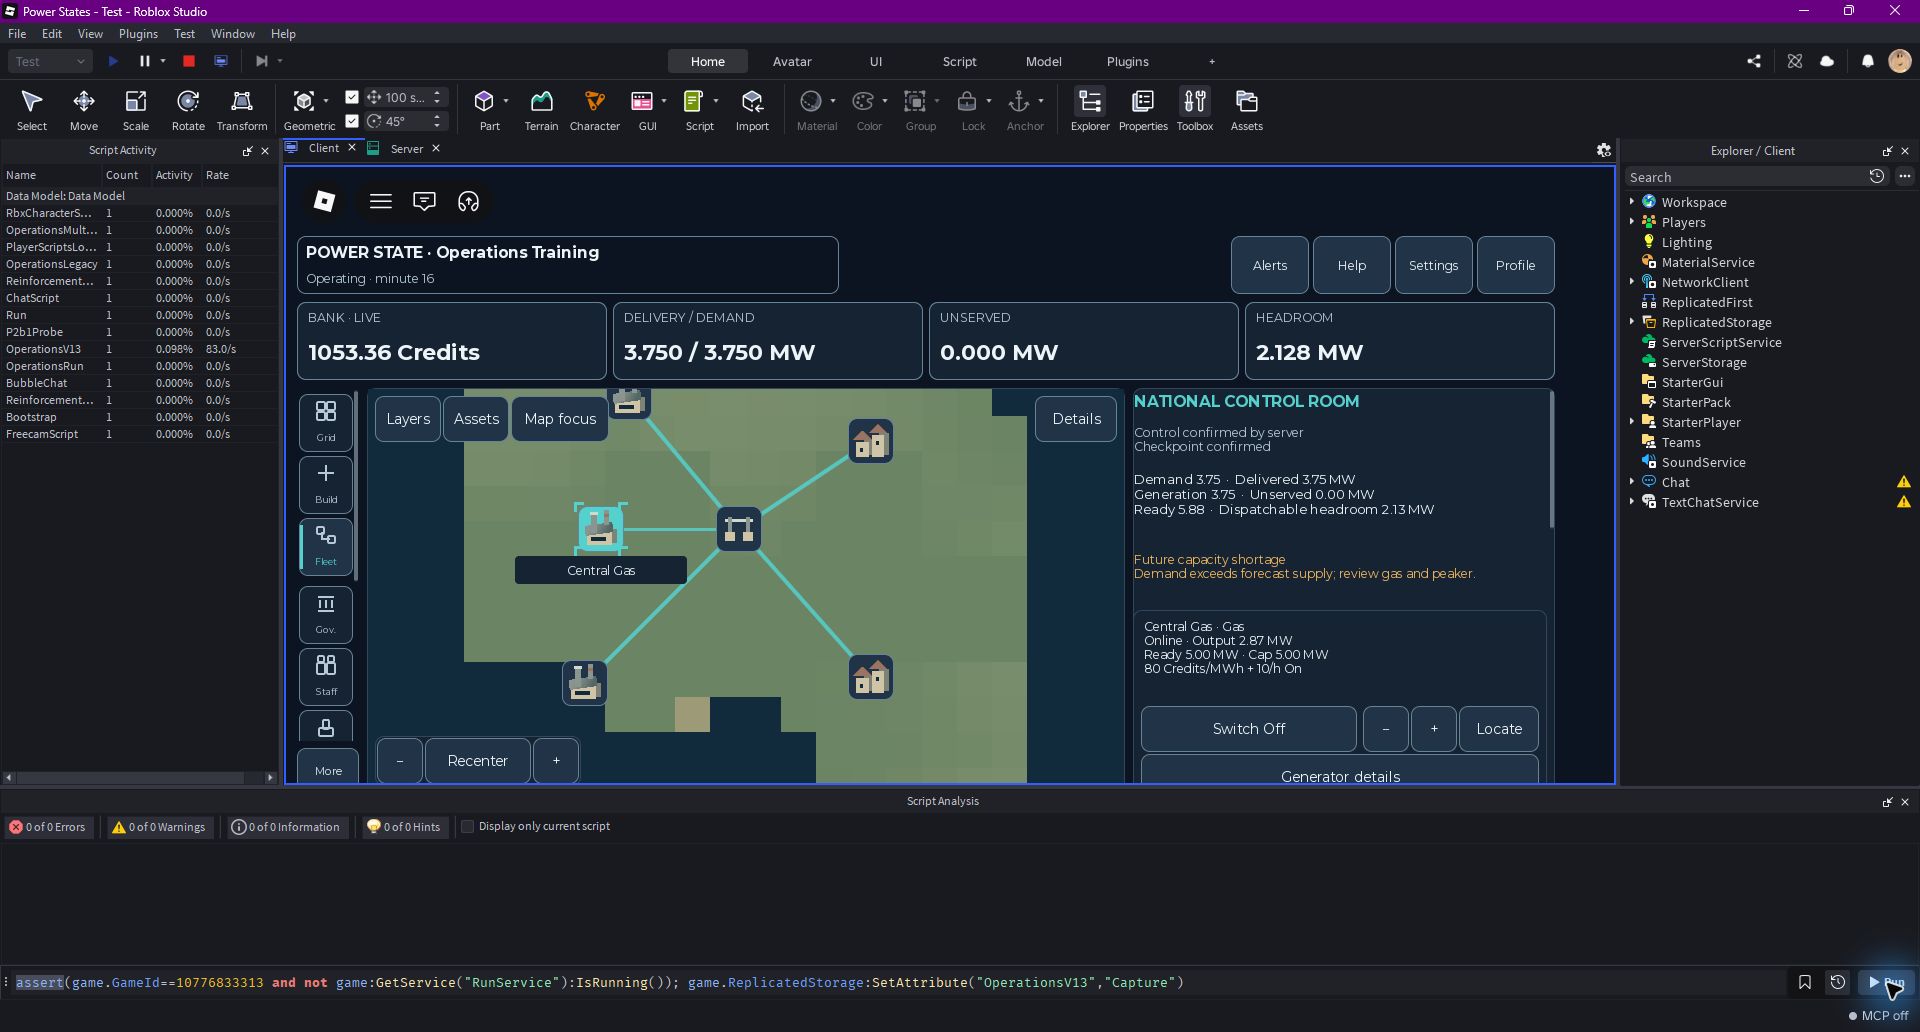 Power States - Test - Roblox Studio
File Edit View Plugins Test Window Help
Test
Home Avatar UI Script Model Plugins +
100 s...
45°
Select Move Scale Rotate Transform Geometric Part Terrain Character GUI Script Import Material Color Group Lock Anchor Explorer Properties Toolbox Assets
Script Activity
Client Server
Explorer / Client
Name Count Activity Rate
Search
Data Model: Data Model
RbxCharacterS... 1 0.000% 0.0/s
OperationsMult... 1 0.000% 0.0/s
PlayerScriptsLo... 1 0.000% 0.0/s
OperationsLegacy 1 0.000% 0.0/s
Reinforcement... 1 0.000% 0.0/s
ChatScript 1 0.000% 0.0/s
Run 1 0.000% 0.0/s
P2b1Probe 1 0.000% 0.0/s
OperationsV13 1 0.098% 83.0/s
OperationsRun 1 0.000% 0.0/s
BubbleChat 1 0.000% 0.0/s
Reinforcement... 1 0.000% 0.0/s
Bootstrap 1 0.000% 0.0/s
FreecamScript 1 0.000% 0.0/s
POWER STATE · Operations Training
Operating · minute 16
Alerts Help Settings Profile
BANK · LIVE
1053.36 Credits
DELIVERY / DEMAND
3.750 / 3.750 MW
UNSERVED
0.000 MW
HEADROOM
2.128 MW
Grid
Build
Fleet
Gov.
Staff
More
Layers Assets Map focus Details
Central Gas
– Recenter +
NATIONAL CONTROL ROOM
Control confirmed by server
Checkpoint confirmed
Demand 3.75 · Delivered 3.75 MW
Generation 3.75 · Unserved 0.00 MW
Ready 5.88 · Dispatchable headroom 2.13 MW
Future capacity shortage
Demand exceeds forecast supply; review gas and peaker.
Central Gas · Gas
Online · Output 2.87 MW
Ready 5.00 MW · Cap 5.00 MW
80 Credits/MWh + 10/h On
Switch Off – + Locate
Generator details
Workspace
Players
Lighting
MaterialService
NetworkClient
ReplicatedFirst
ReplicatedStorage
ServerScriptService
ServerStorage
StarterGui
StarterPack
StarterPlayer
Teams
SoundService
Chat
TextChatService
Script Analysis
0 of 0 Errors 0 of 0 Warnings 0 of 0 Information 0 of 0 Hints Display only current script
assert(game.GameId==10776833313 and not game:GetService("RunService"):IsRunning()); game.ReplicatedStorage:SetAttribute("OperationsV13","Capture")
MCP off